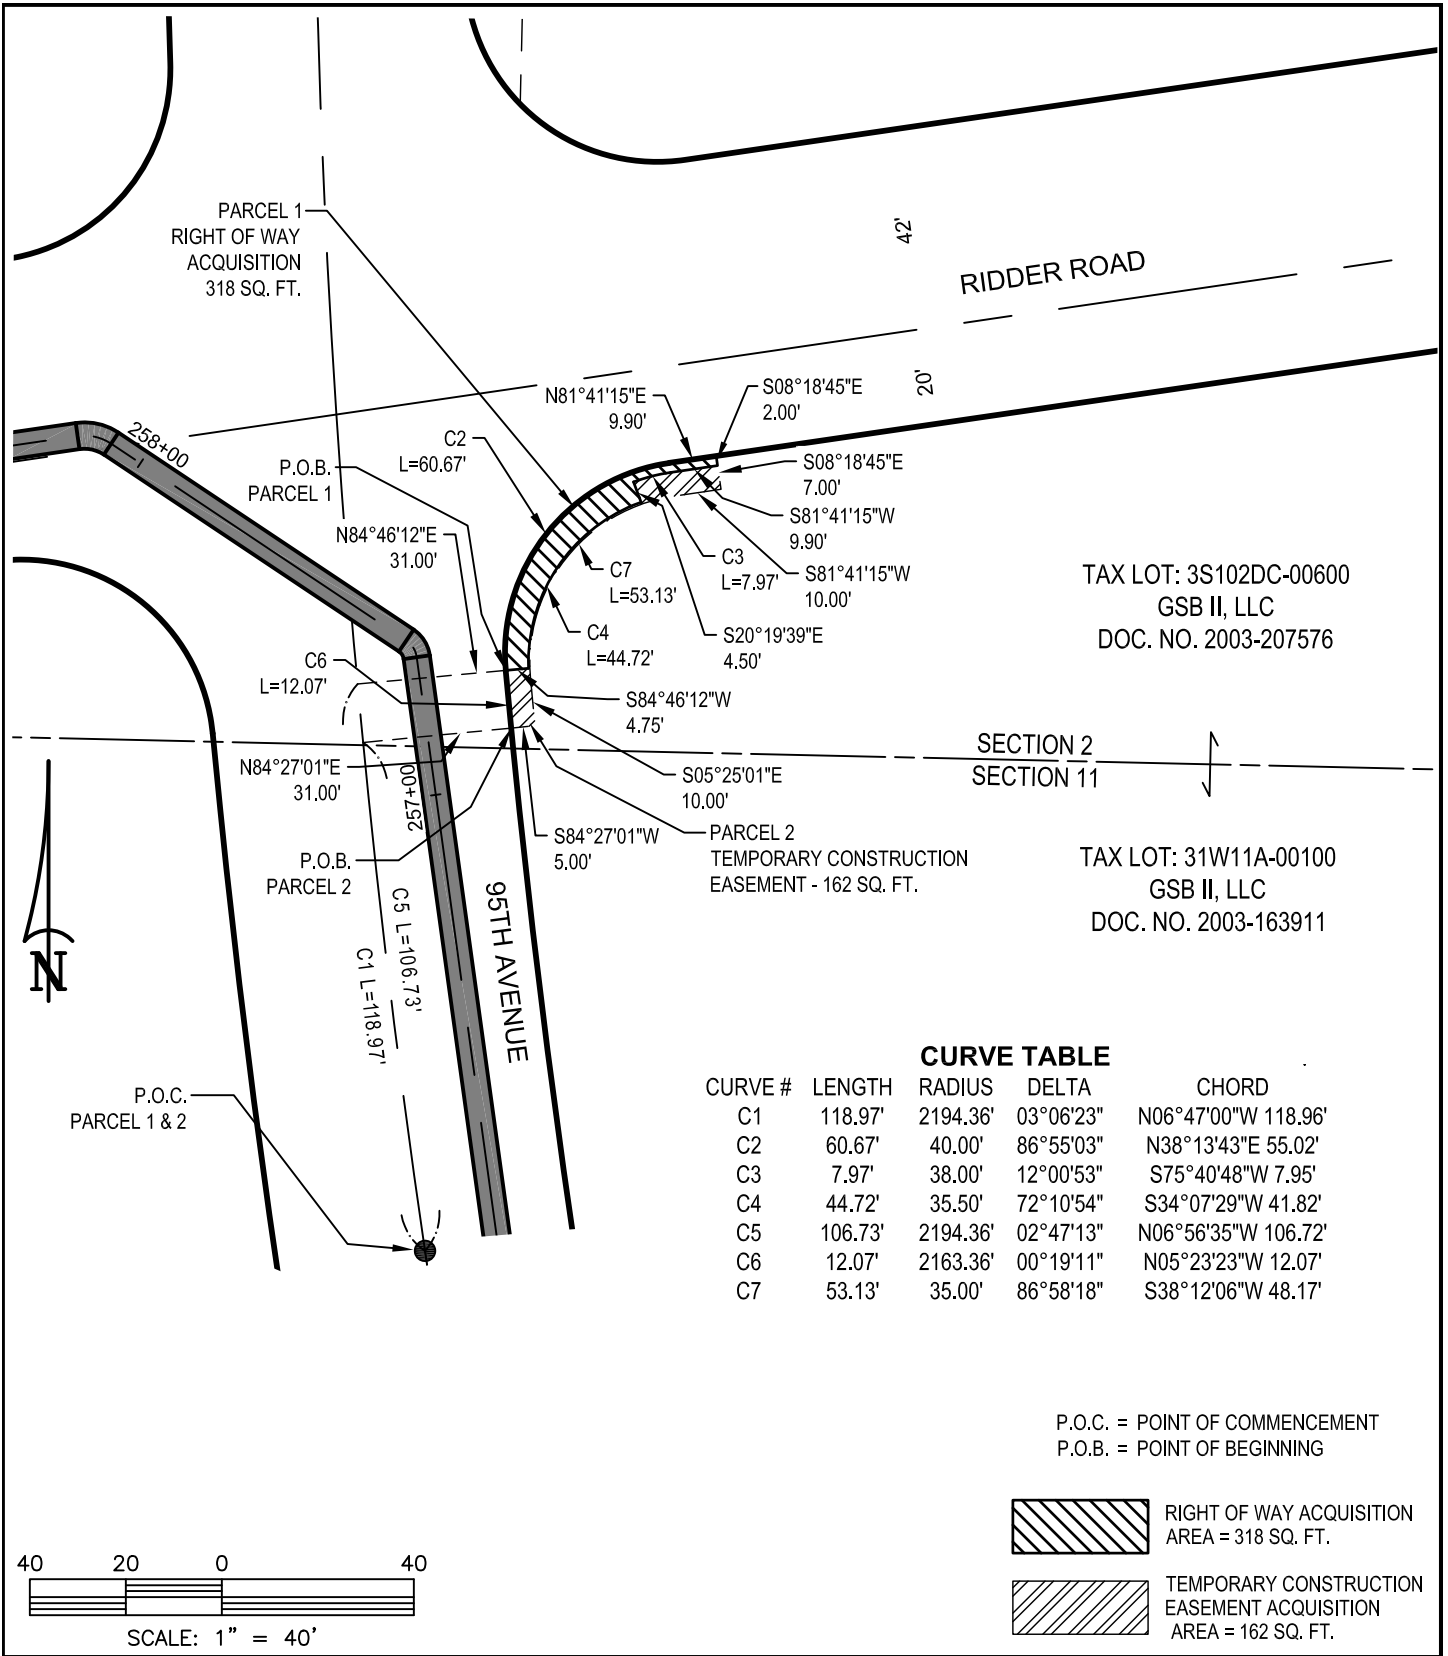 PARCEL 1
RIGHT OF WAY
ACQUISITION
318 SQ. FT.
42'
RIDDER ROAD
20'
N81°41'15"E
9.90'
S08°18'45"E
2.00'
258+00
C2
L=60.67'
P.O.B.
PARCEL 1
S08°18'45"E
7.00'
S81°41'15"W
9.90'
N84°46'12"E
31.00'
C3
L=7.97'
C7
L=53.13'
S81°41'15"W
10.00'
TAX LOT: 3S102DC-00600
GSB II, LLC
DOC. NO. 2003-207576
C4
L=44.72'
S20°19'39"E
4.50'
C6
L=12.07'
S84°46'12"W
4.75'
SECTION 2
SECTION 11
N84°27'01"E
31.00'
257+00
S05°25'01"E
10.00'
S84°27'01"W
5.00'
PARCEL 2
TEMPORARY CONSTRUCTION
EASEMENT - 162 SQ. FT.
P.O.B.
PARCEL 2
TAX LOT: 31W11A-00100
GSB II, LLC
DOC. NO. 2003-163911
C5 L=106.73'
C1 L=118.97'
95TH AVENUE
N
P.O.C.
PARCEL 1 & 2
CURVE TABLE
CURVE # LENGTH RADIUS DELTA CHORD
C1 118.97' 2194.36' 03°06'23" N06°47'00"W 118.96'
C2 60.67' 40.00' 86°55'03" N38°13'43"E 55.02'
C3 7.97' 38.00' 12°00'53" S75°40'48"W 7.95'
C4 44.72' 35.50' 72°10'54" S34°07'29"W 41.82'
C5 106.73' 2194.36' 02°47'13" N06°56'35"W 106.72'
C6 12.07' 2163.36' 00°19'11" N05°23'23"W 12.07'
C7 53.13' 35.00' 86°58'18" S38°12'06"W 48.17'
P.O.C. = POINT OF COMMENCEMENT
P.O.B. = POINT OF BEGINNING
RIGHT OF WAY ACQUISITION
AREA = 318 SQ. FT.
TEMPORARY CONSTRUCTION
EASEMENT ACQUISITION
AREA = 162 SQ. FT.
40 20 0 40
SCALE: 1" = 40'